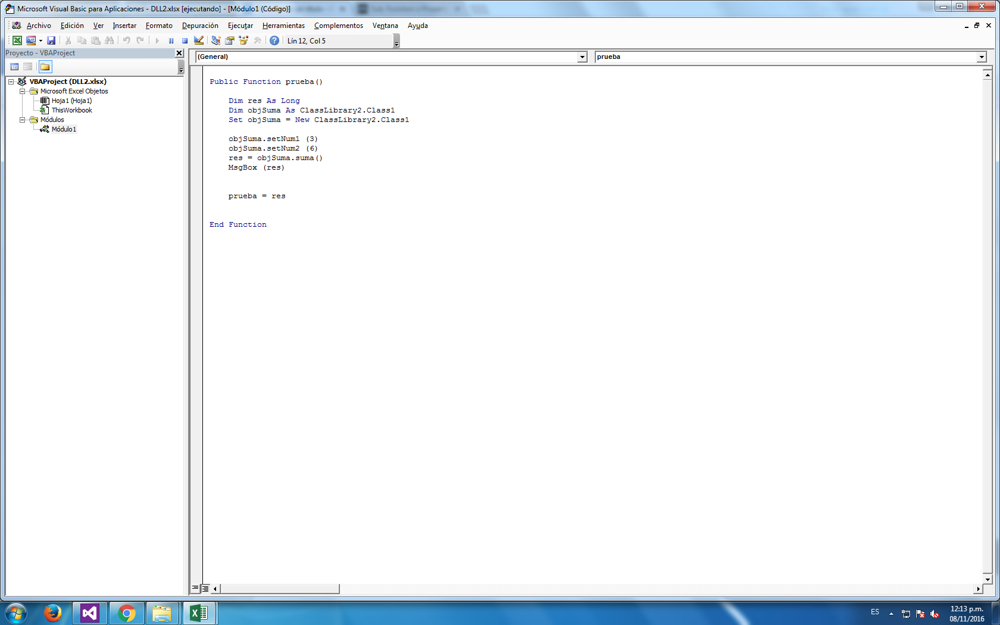 Microsoft Visual Basic para Aplicaciones - DLL2.xlsx [ejecutando] - [Módulo1 (Código)]
Archivo Edición Ver Insertar Formato Depuración Ejecutar Herramientas Complementos Ventana Ayuda
Lín 12, Col 5
Proyecto - VBAProject
(General)
prueba
VBAProject (DLL2.xlsx)
Microsoft Excel Objetos
Hoja1 (Hoja1)
ThisWorkbook
Módulos
Módulo1
Public Function prueba()
Dim res As Long
Dim objSuma As ClassLibrary2.Class1
Set objSuma = New ClassLibrary2.Class1
objSuma.setNum1 (3)
objSuma.setNum2 (6)
res = objSuma.suma()
MsgBox (res)
prueba = res
End Function
ES
12:13 p.m.
08/11/2016